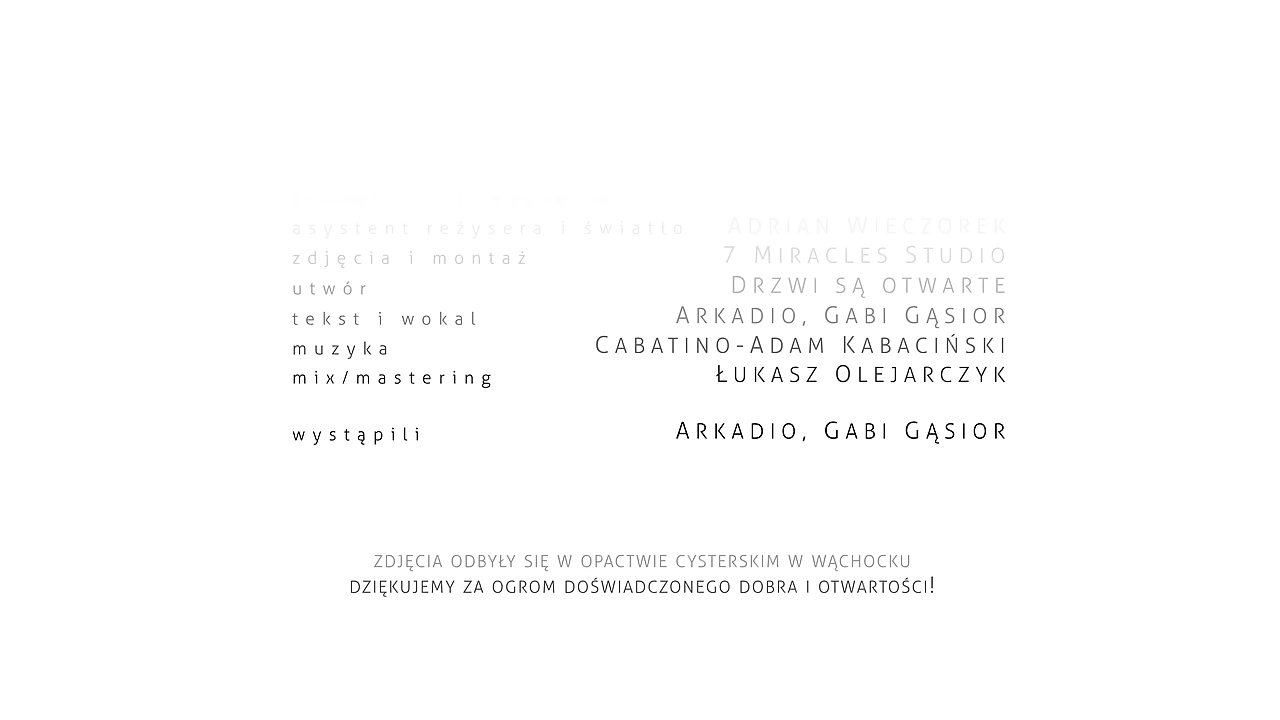 asystent reżysera i światło ADRIAN WIECZOREK
zdjęcia i montaż 7 MIRACLES STUDIO
utwór DRZWI SĄ OTWARTE
tekst i wokal ARKADIO, GABI GĄSIOR
muzyka CABATINO-ADAM KABACIŃSKI
mix/mastering ŁUKASZ OLEJARCZYK
wystąpili ARKADIO, GABI GĄSIOR
ZDJĘCIA ODBYŁY SIĘ W OPACTWIE CYSTERSKIM W WĄCHOCKU
DZIĘKUJEMY ZA OGROM DOŚWIADCZONEGO DOBRA I OTWARTOŚCI!